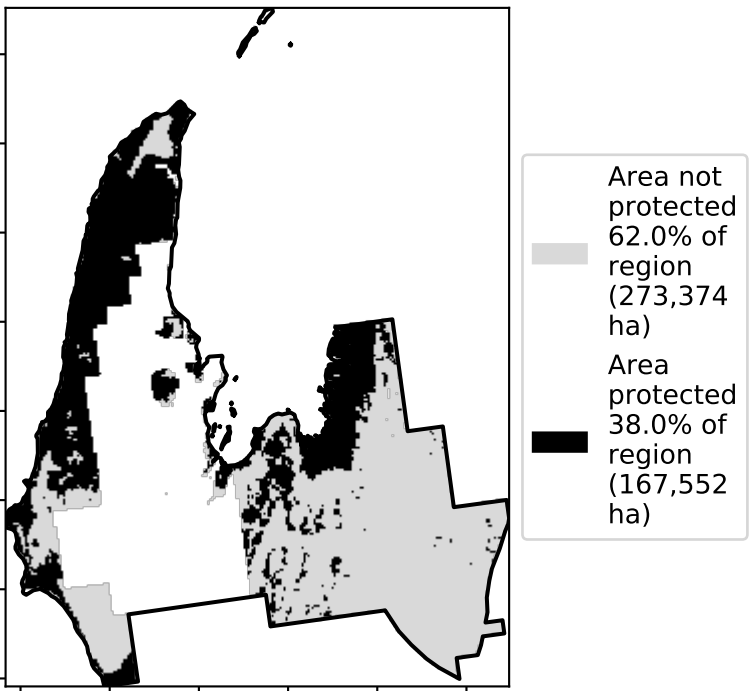 Area not
protected
62.0% of
region
(273,374
ha)
Area
protected
38.0% of
region
(167,552
ha)